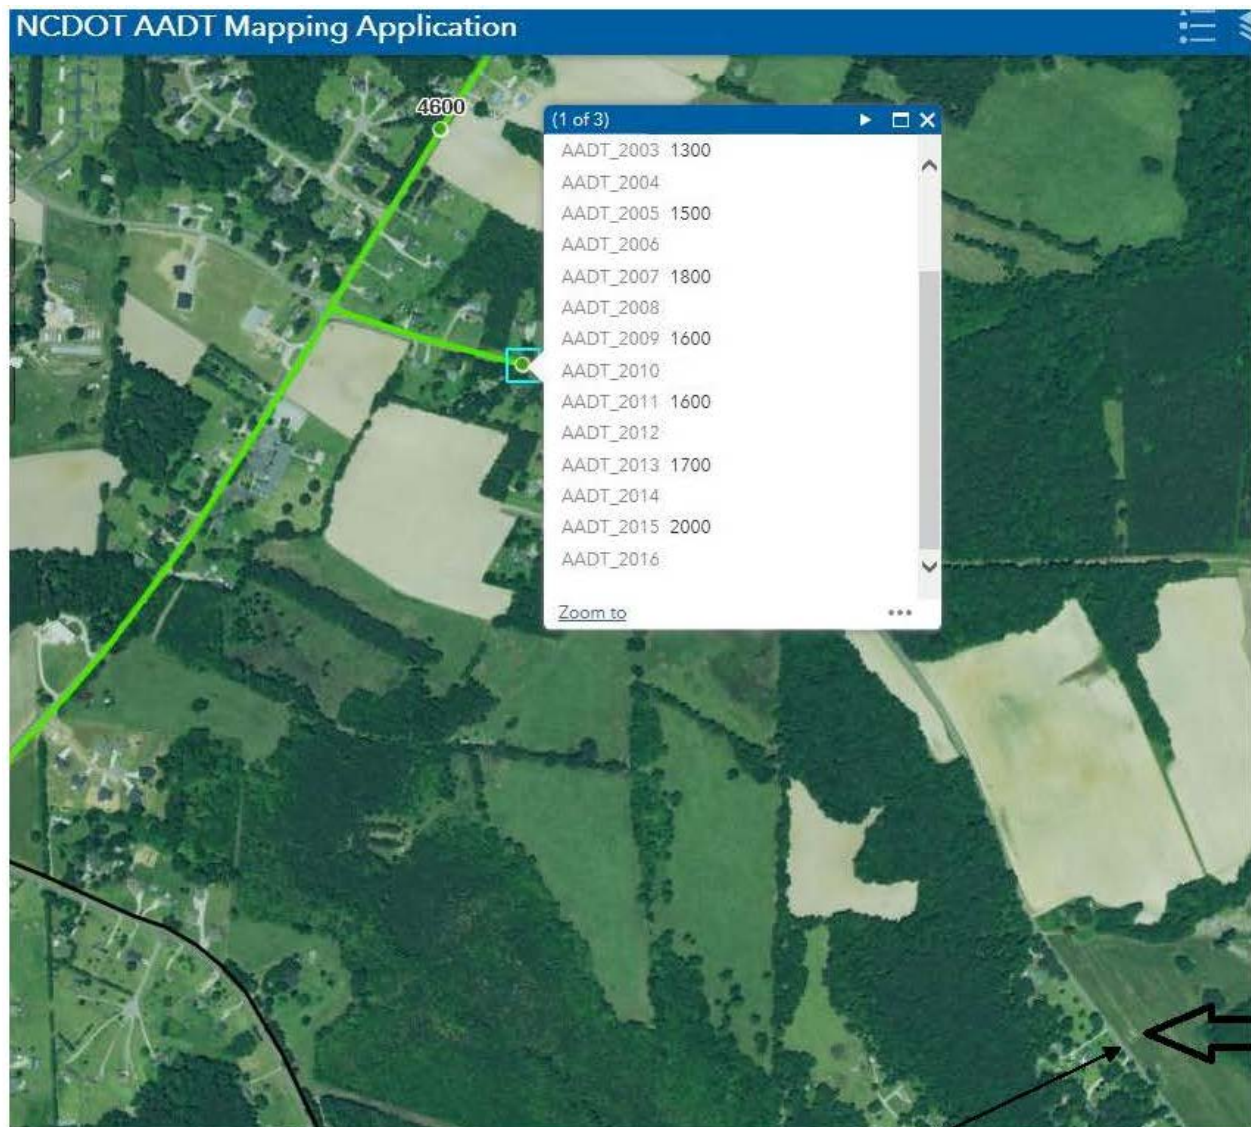 NCDOT AADT Mapping Application
4600
(1 of 3)
AADT_2003 1300
AADT_2004
AADT_2005 1500
AADT_2006
AADT_2007 1800
AADT_2008
AADT_2009 1600
AADT_2010
AADT_2011 1600
AADT_2012
AADT_2013 1700
AADT_2014
AADT_2015 2000
AADT_2016
Zoom to